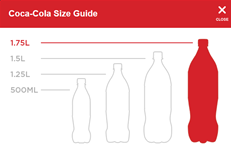 Coca-Cola Size Guide
CLOSE
1.75L
1.5L
1.25L
500ML